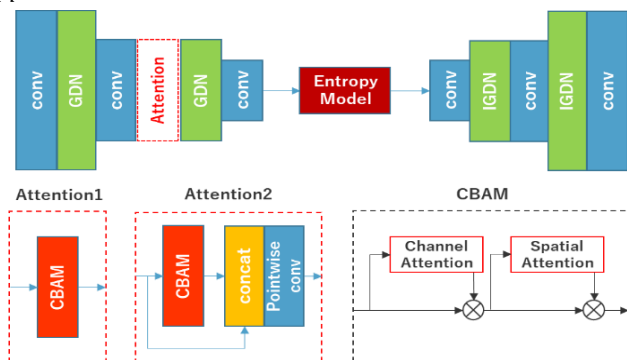 conv
GDN
conv
Attention
GDN
conv
Entropy
Model
conv
IGDN
conv
IGDN
conv
Attention1
Attention2
CBAM
CBAM
CBAM
concat
Pointwise
conv
Channel
Attention
Spatial
Attention